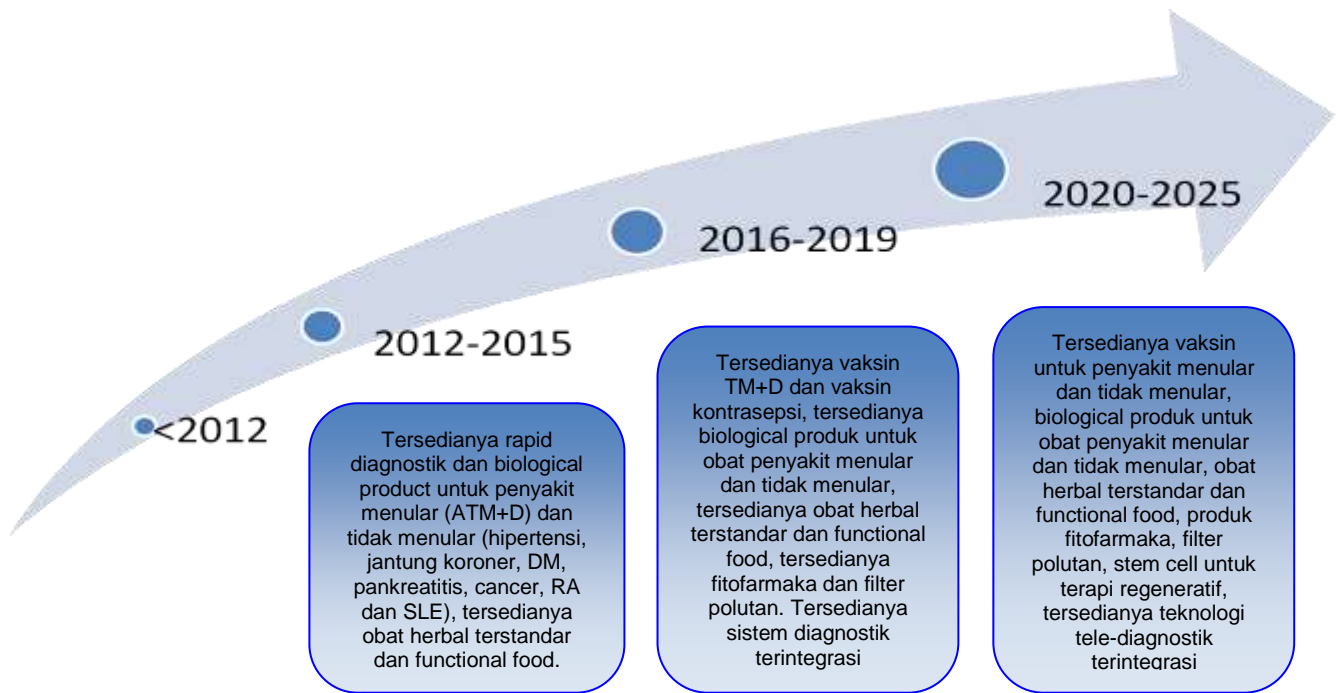 <2012
2012-2015
2016-2019
2020-2025
Tersedianya rapid
diagnostik dan biological
product untuk penyakit
menular (ATM+D) dan
tidak menular (hipertensi,
jantung koroner, DM,
pankreatitis, cancer, RA
dan SLE), tersedianya
obat herbal terstandar
dan functional food.
Tersedianya vaksin
TM+D dan vaksin
kontrasepsi, tersedianya
biological produk untuk
obat penyakit menular
dan tidak menular,
tersedianya obat herbal
terstandar dan functional
food, tersedianya
fitofarmaka dan filter
polutan. Tersedianya
sistem diagnostik
terintegrasi
Tersedianya vaksin
untuk penyakit menular
dan tidak menular,
biological produk untuk
obat penyakit menular
dan tidak menular, obat
herbal terstandar dan
functional food, produk
fitofarmaka, filter
polutan, stem cell untuk
terapi regeneratif,
tersedianya teknologi
tele-diagnostik
terintegrasi